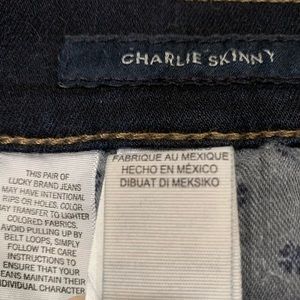 CHARLIE SKINNY
THIS PAIR OF
LUCKY BRAND JEANS
MAY HAVE INTENTIONAL
RIPS OR HOLES. COLOR
MAY TRANSFER TO LIGHTER
COLORED FABRICS.
AVOID PULLING UP BY
BELT LOOPS, SIMPLY
FOLLOW THE CARE
INSTRUCTIONS TO
ENSURE THAT YOUR
JEANS MAINTAIN THEIR
INDIVIDUAL CHARACTER
FABRIQUE AU MEXIQUE
HECHO EN MÉXICO
DIBUAT DI MEKSIKO